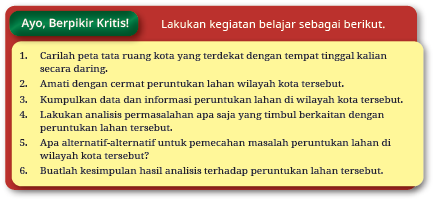 Ayo, Berpikir Kritis!
Lakukan kegiatan belajar sebagai berikut.
1. Carilah peta tata ruang kota yang terdekat dengan tempat tinggal kalian
secara daring.
2. Amati dengan cermat peruntukan lahan wilayah kota tersebut.
3. Kumpulkan data dan informasi peruntukan lahan di wilayah kota tersebut.
4. Lakukan analisis permasalahan apa saja yang timbul berkaitan dengan
peruntukan lahan tersebut.
5. Apa alternatif-alternatif untuk pemecahan masalah peruntukan lahan di
wilayah kota tersebut?
6. Buatlah kesimpulan hasil analisis terhadap peruntukan lahan tersebut.